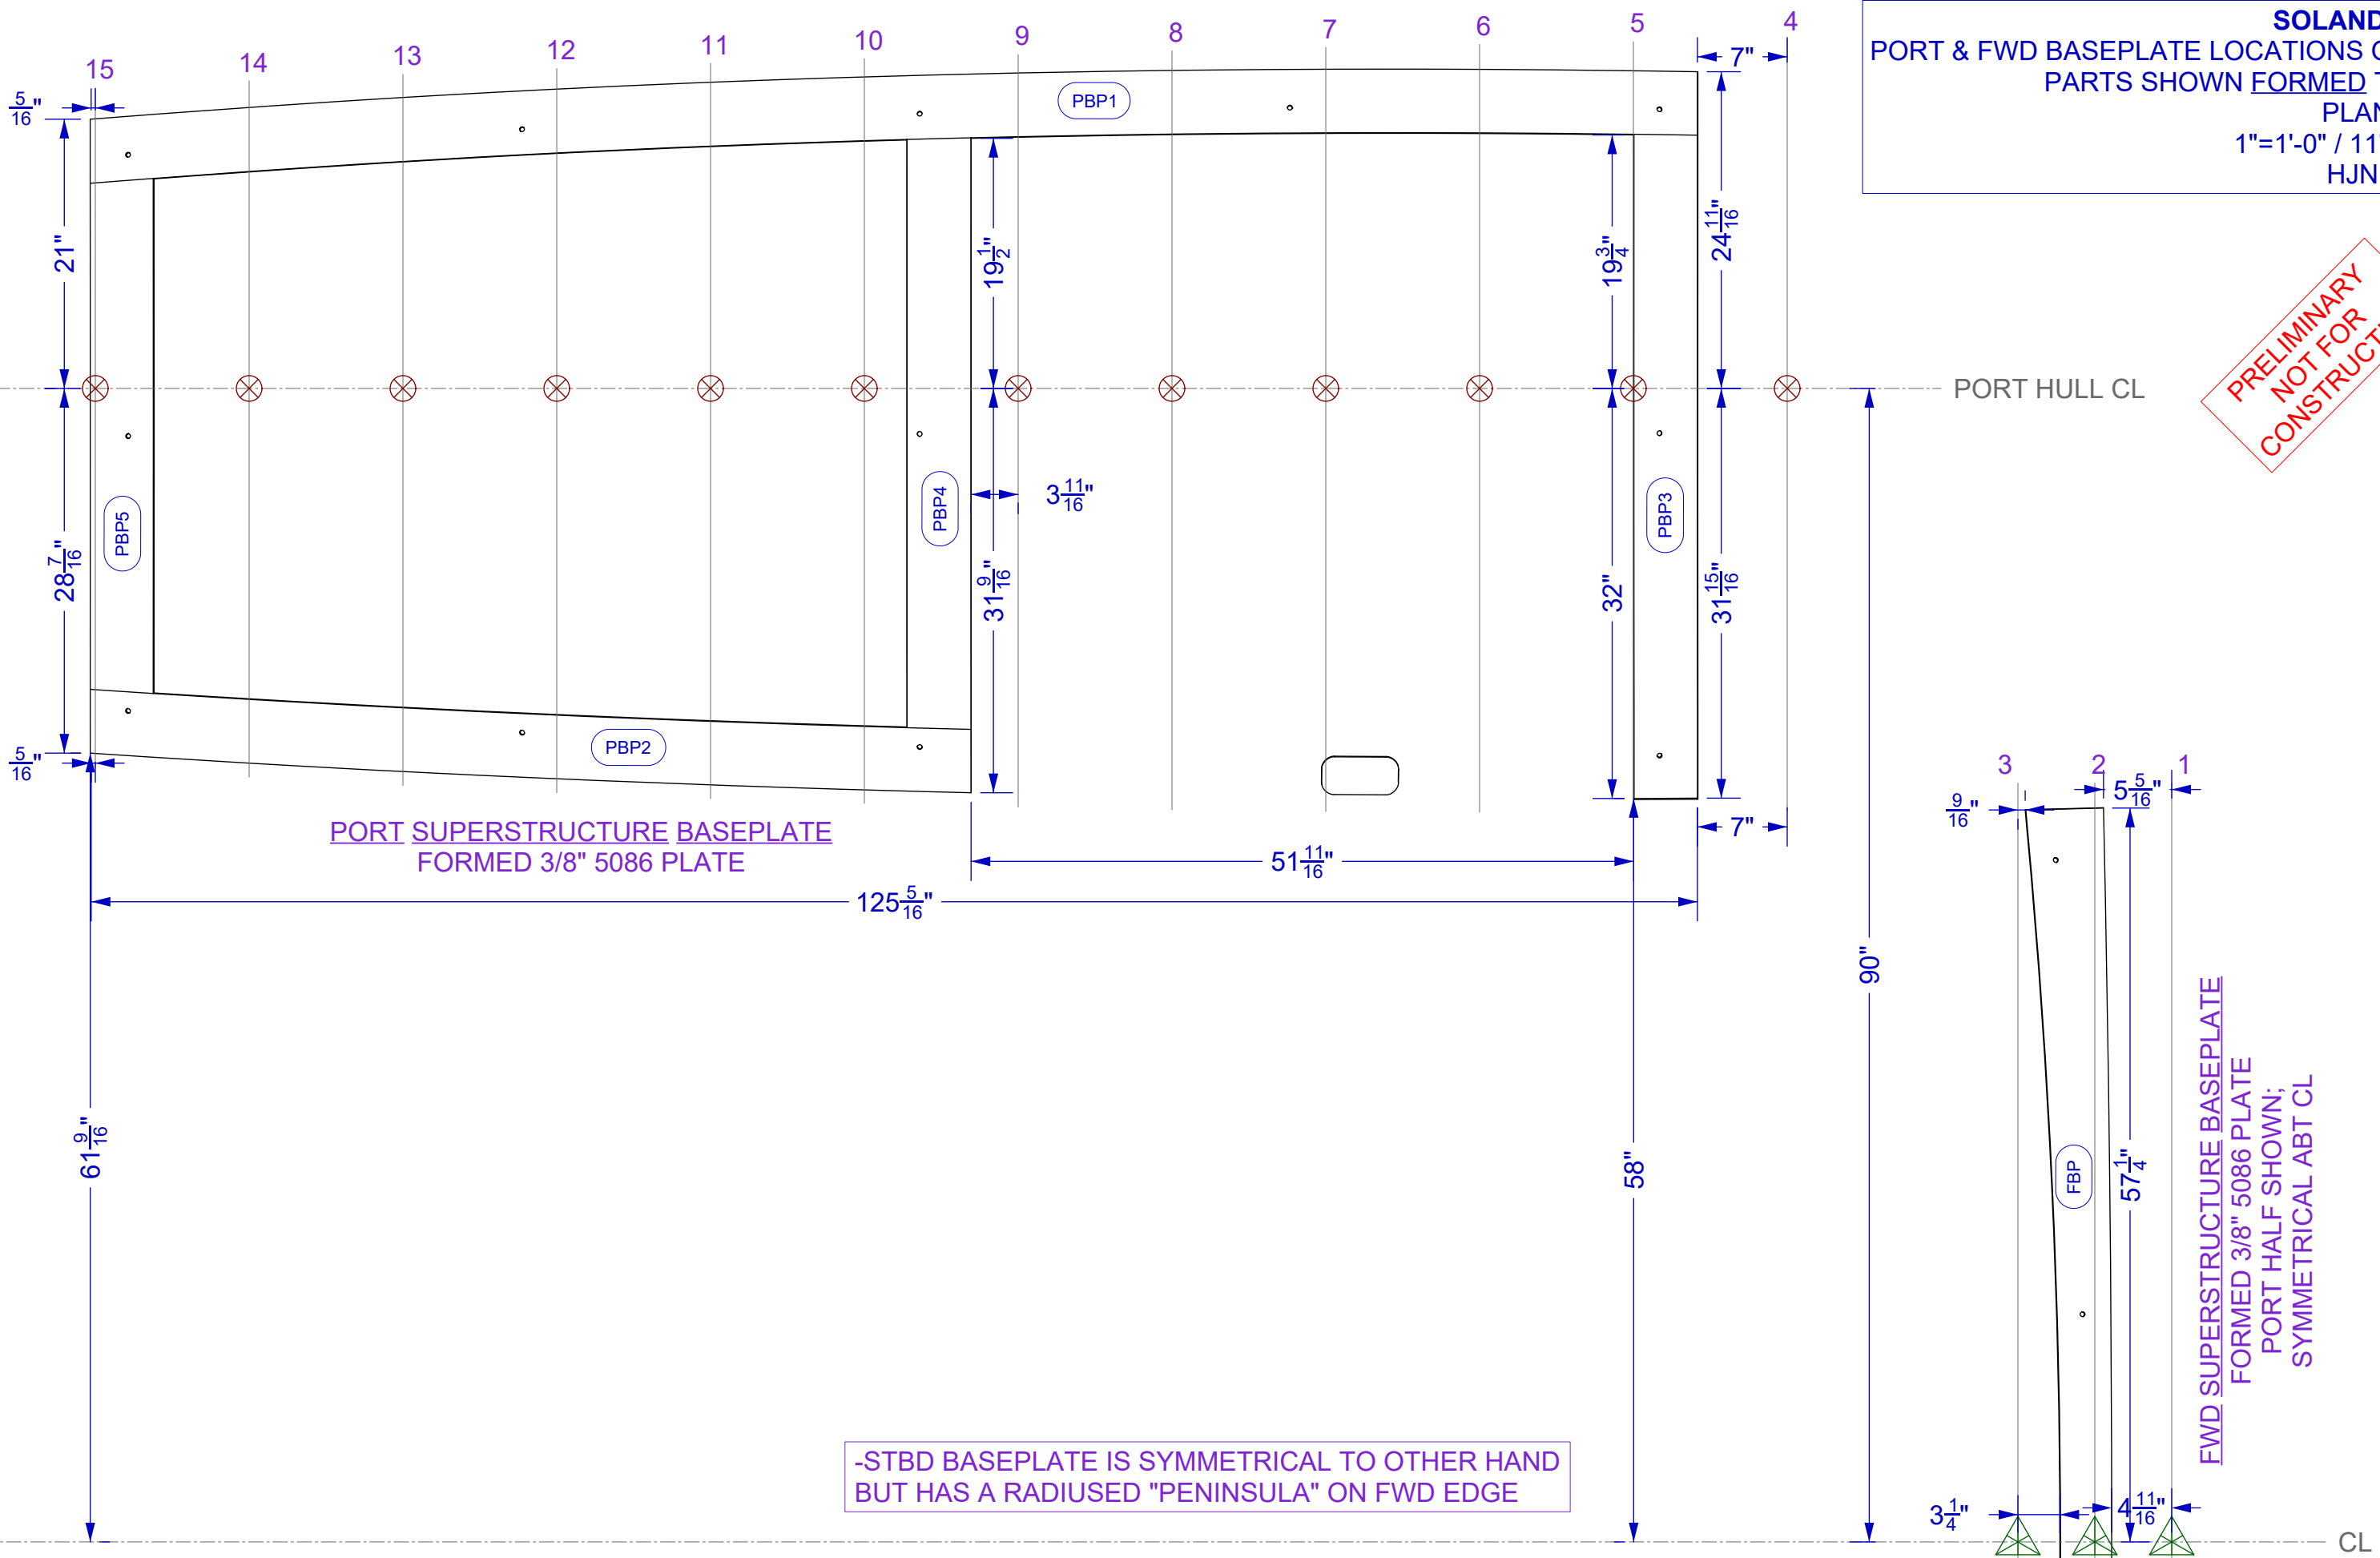 15
14
13
12
11
10
9
8
7
6
5
4
SOLAND
PORT & FWD BASEPLATE LOCATIONS
PARTS SHOWN FORMED
PLAN
1"=1'-0" / 11
HJN
7"
5/16"
PBP1
21"
19 1/2"
19 3/4"
24 11/16"
PRELIMINARY
NOT FOR
CONSTRUCT
PORT HULL CL
3 11/16"
PBP5
PBP4
PBP3
28 7/16"
31 9/16"
32"
31 15/16"
PBP2
5/16"
PORT SUPERSTRUCTURE BASEPLATE
FORMED 3/8" 5086 PLATE
7"
51 11/16"
125 5/16"
3
2
1
5 5/16"
9/16"
90"
61 9/16"
58"
FBP
57 1/4"
FWD SUPERSTRUCTURE BASEPLATE
FORMED 3/8" 5086 PLATE
PORT HALF SHOWN;
SYMMETRICAL ABT CL
-STBD BASEPLATE IS SYMMETRICAL TO OTHER HAND
BUT HAS A RADIUSED "PENINSULA" ON FWD EDGE
3 1/4"
4 11/16"
CL